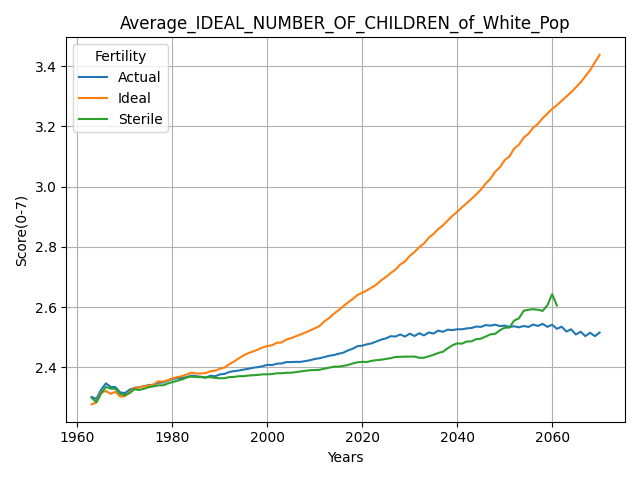 Average_IDEAL_NUMBER_OF_CHILDREN_of_White_Pop
Fertility
Actual
Ideal
Sterile
Score(0-7)
3.4
3.2
3.0
2.8
2.6
2.4
1960
1980
2000
2020
2040
2060
Years